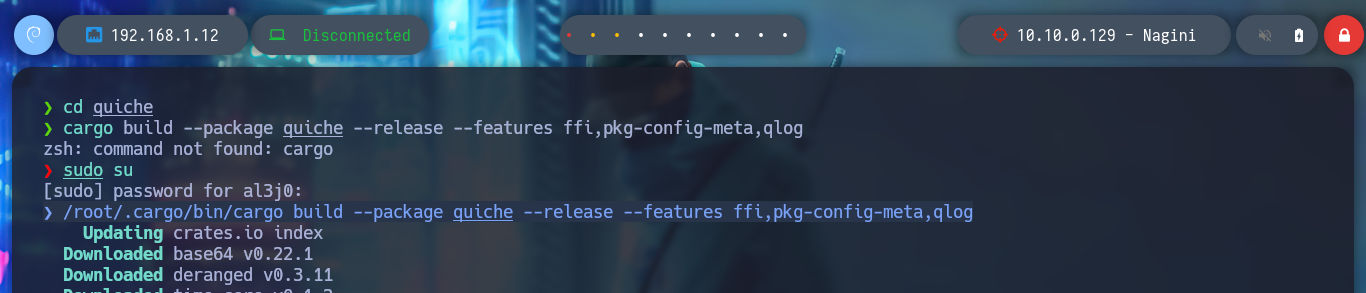 192.168.1.12 Disconnected 10.10.0.129 - Nagini
❯ cd quiche
❯ cargo build --package quiche --release --features ffi,pkg-config-meta,qlog
zsh: command not found: cargo
❯ sudo su
[sudo] password for al3j0:
❯ /root/.cargo/bin/cargo build --package quiche --release --features ffi,pkg-config-meta,qlog
Updating crates.io index
Downloaded base64 v0.22.1
Downloaded deranged v0.3.11